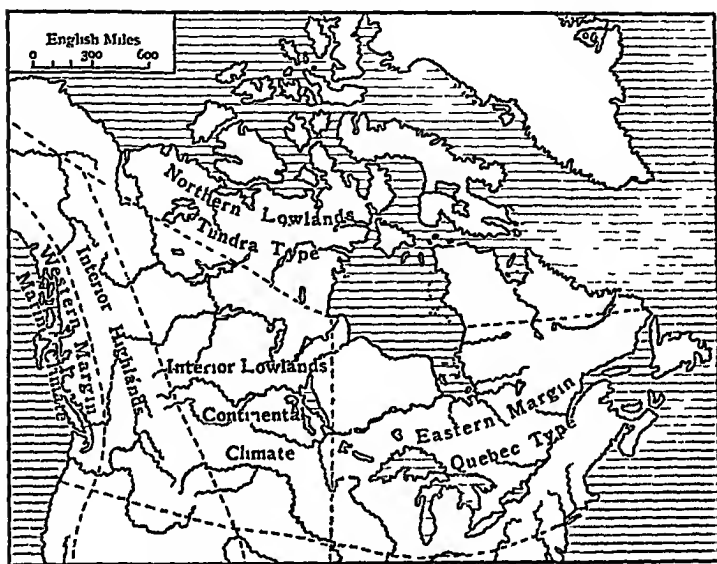 English Miles
0 300 600
Northern Lowlands
Tundra Type
Western Margin
Marine Climate
Interior Highlands
Interior Lowlands
Continental
Climate
Eastern Margin
Quebec Type